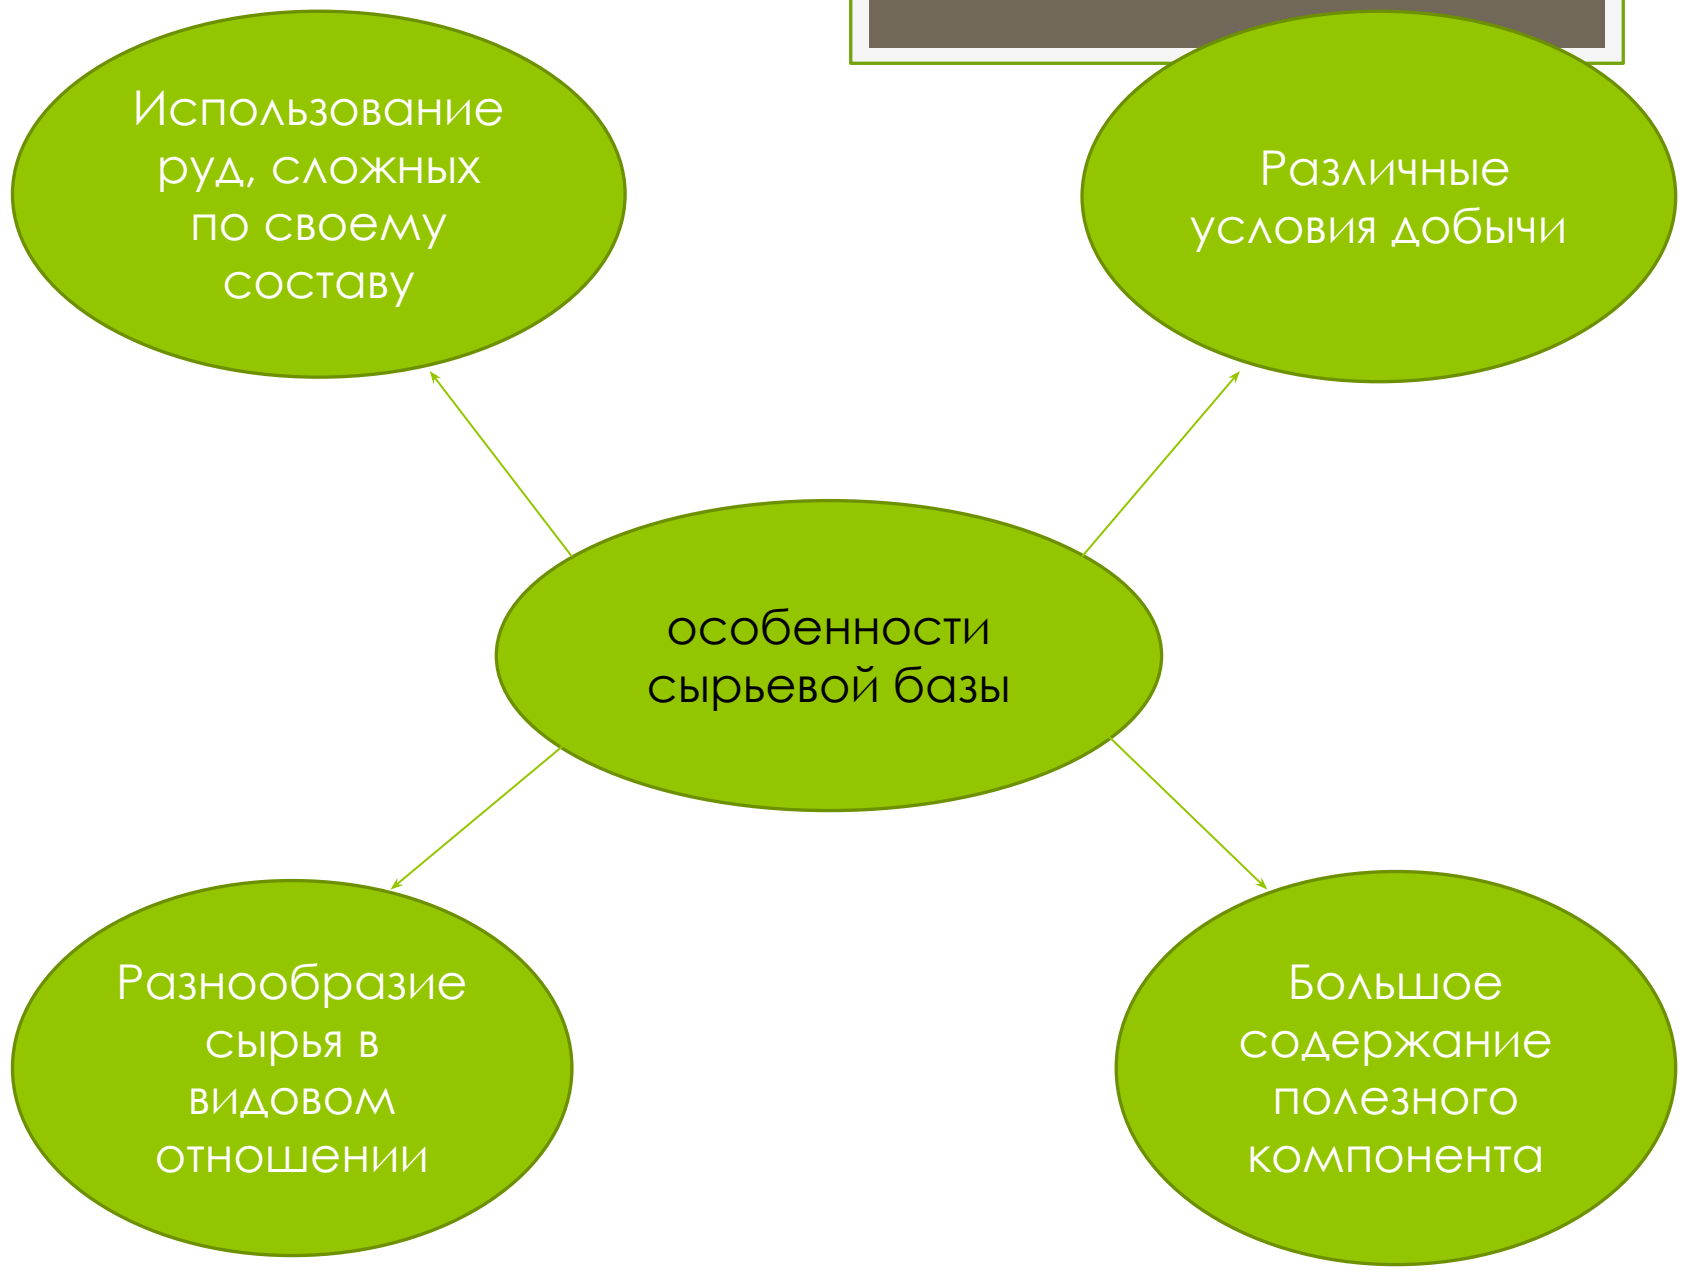 Использование
руд, сложных
по своему
составу
Различные
условия добычи
особенности
сырьевой базы
Разнообразие
сырья в
видовом
отношении
Большое
содержание
полезного
компонента